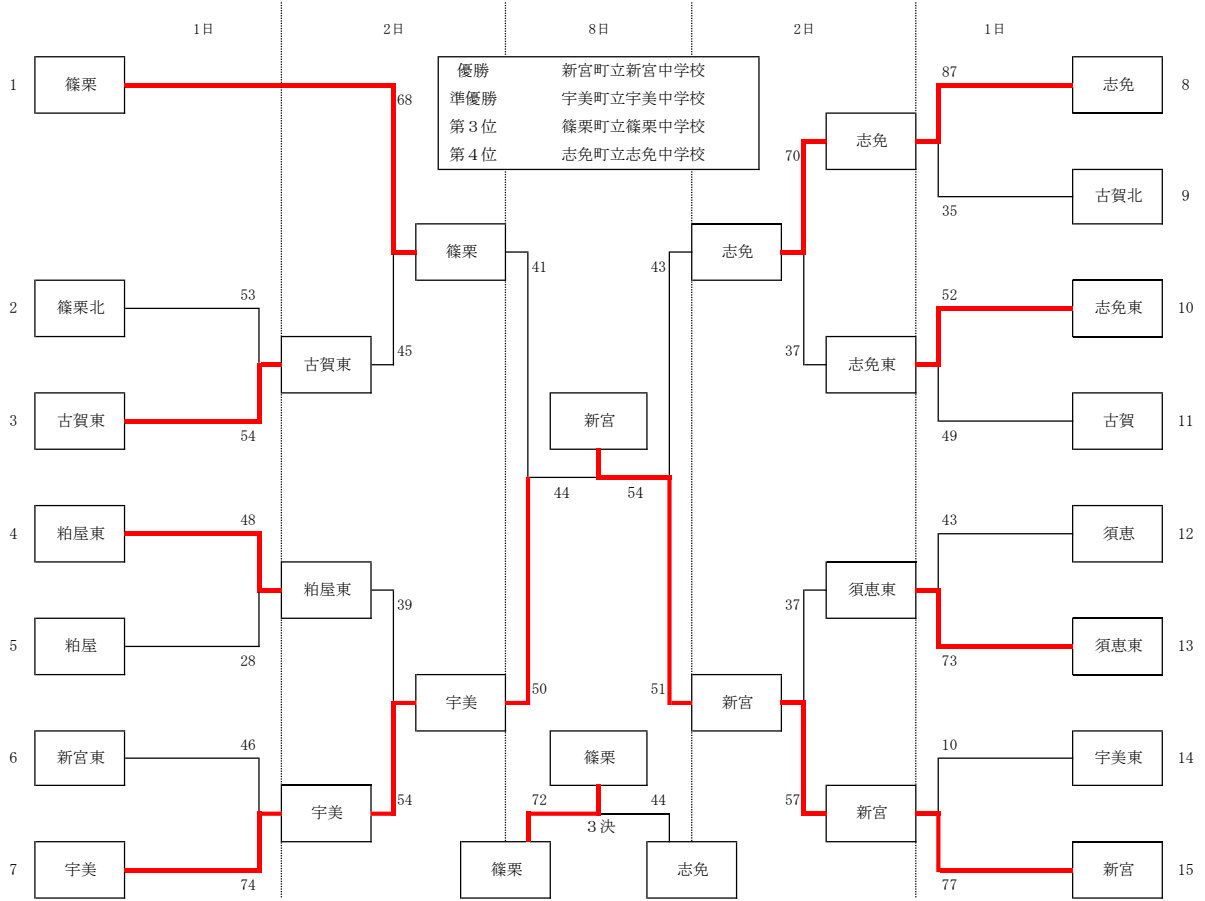 1日 2日 8日 2日 1日
優勝 新宮町立新宮中学校
準優勝 宇美町立宇美中学校
第３位 篠栗町立篠栗中学校
第４位 志免町立志免中学校
1 篠栗 68 87 志免 8
70 志免
35 古賀北 9
篠栗 41 43 志免
2 篠栗北 53 52 志免東 10
古賀東 45 37 志免東
3 古賀東 54 新宮 49 古賀 11
44 54
4 粕屋東 48 43 須恵 12
粕屋東 39 37 須恵東
5 粕屋 28 73 須恵東 13
宇美 50 51 新宮
6 新宮東 46 篠栗 10 宇美東 14
宇美 54 72 44 57 新宮
３決
7 宇美 74 篠栗 志免 77 新宮 15